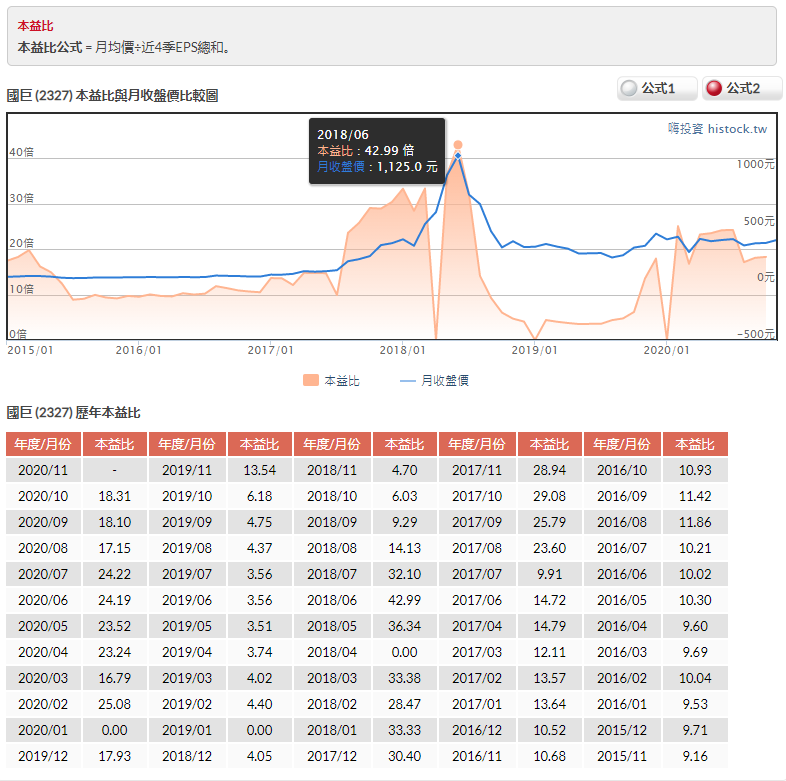 本益比
本益比公式 = 月均價÷近4季EPS總和。
國巨 (2327) 本益比與月收盤價比較圖
公式1
公式2
嗨投資 histock.tw
2018/06
本益比 : 42.99 倍
月收盤價 : 1,125.0 元
40倍
30倍
20倍
10倍
0倍
1000元
500元
0元
-500元
2015/01 2016/01 2017/01 2018/01 2019/01 2020/01
本益比 月收盤價
國巨 (2327) 歷年本益比
年度/月份 本益比 年度/月份 本益比 年度/月份 本益比 年度/月份 本益比 年度/月份 本益比
2020/11 - 2019/11 13.54 2018/11 4.70 2017/11 28.94 2016/10 10.93
2020/10 18.31 2019/10 6.18 2018/10 6.03 2017/10 29.08 2016/09 11.42
2020/09 18.10 2019/09 4.75 2018/09 9.29 2017/09 25.79 2016/08 11.86
2020/08 17.15 2019/08 4.37 2018/08 14.13 2017/08 23.60 2016/07 10.21
2020/07 24.22 2019/07 3.56 2018/07 32.10 2017/07 9.91 2016/06 10.02
2020/06 24.19 2019/06 3.56 2018/06 42.99 2017/06 14.72 2016/05 10.30
2020/05 23.52 2019/05 3.51 2018/05 36.34 2017/04 14.79 2016/04 9.60
2020/04 23.24 2019/04 3.74 2018/04 0.00 2017/03 12.11 2016/03 9.69
2020/03 16.79 2019/03 4.02 2018/03 33.38 2017/02 13.57 2016/02 10.04
2020/02 25.08 2019/02 4.40 2018/02 28.47 2017/01 13.64 2016/01 9.53
2020/01 0.00 2019/01 0.00 2018/01 33.33 2016/12 10.52 2015/12 9.71
2019/12 17.93 2018/12 4.05 2017/12 30.40 2016/11 10.68 2015/11 9.16